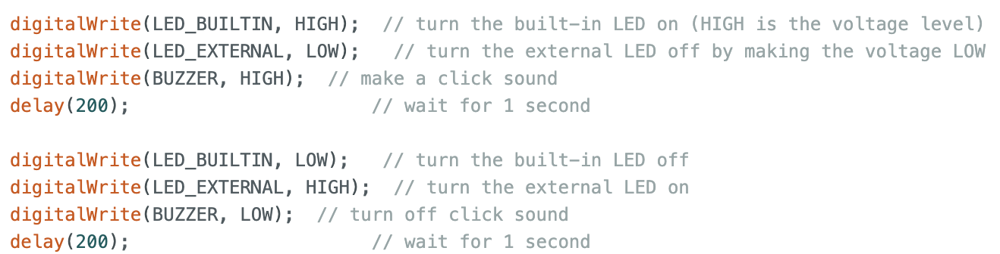 digitalWrite(LED_BUILTIN, HIGH);  // turn the built-in LED on (HIGH is the voltage level)
digitalWrite(LED_EXTERNAL, LOW);   // turn the external LED off by making the voltage LOW
digitalWrite(BUZZER, HIGH);  // make a click sound
delay(200);                      // wait for 1 second
digitalWrite(LED_BUILTIN, LOW);   // turn the built-in LED off
digitalWrite(LED_EXTERNAL, HIGH);  // turn the external LED on
digitalWrite(BUZZER, LOW);  // turn off click sound
delay(200);                      // wait for 1 second